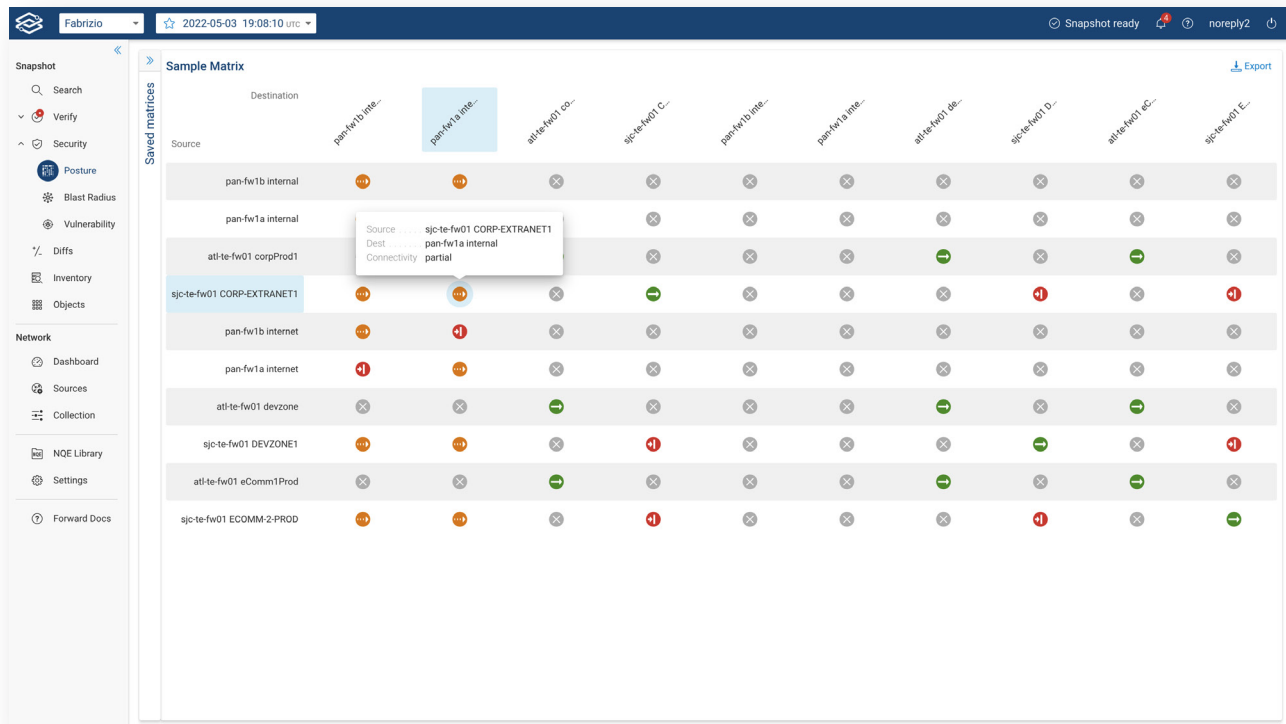 Fabrizio
2022-05-03 19:08:10 UTC
Snapshot ready
4
noreply2
Snapshot
Search
Verify
Security
Posture
Blast Radius
Vulnerability
Diffs
Inventory
Objects
Network
Dashboard
Sources
Collection
NQE NQE Library
Settings
Forward Docs
Saved matrices
Sample Matrix
Export
Destination
Source
pan-fw1b inte...
pan-fw1a inte...
atl-te-fw01 co...
sjc-te-fw01 C...
pan-fw1b inte...
pan-fw1a inte...
atl-te-fw01 de...
sjc-te-fw01 D...
atl-te-fw01 eC...
sjc-te-fw01 E...
pan-fw1b internal
pan-fw1a internal
Source ..... sjc-te-fw01 CORP-EXTRANET1
Dest ....... pan-fw1a internal
Connectivity partial
atl-te-fw01 corpProd1
sjc-te-fw01 CORP-EXTRANET1
pan-fw1b internet
pan-fw1a internet
atl-te-fw01 devzone
sjc-te-fw01 DEVZONE1
atl-te-fw01 eComm1Prod
sjc-te-fw01 ECOMM-2-PROD